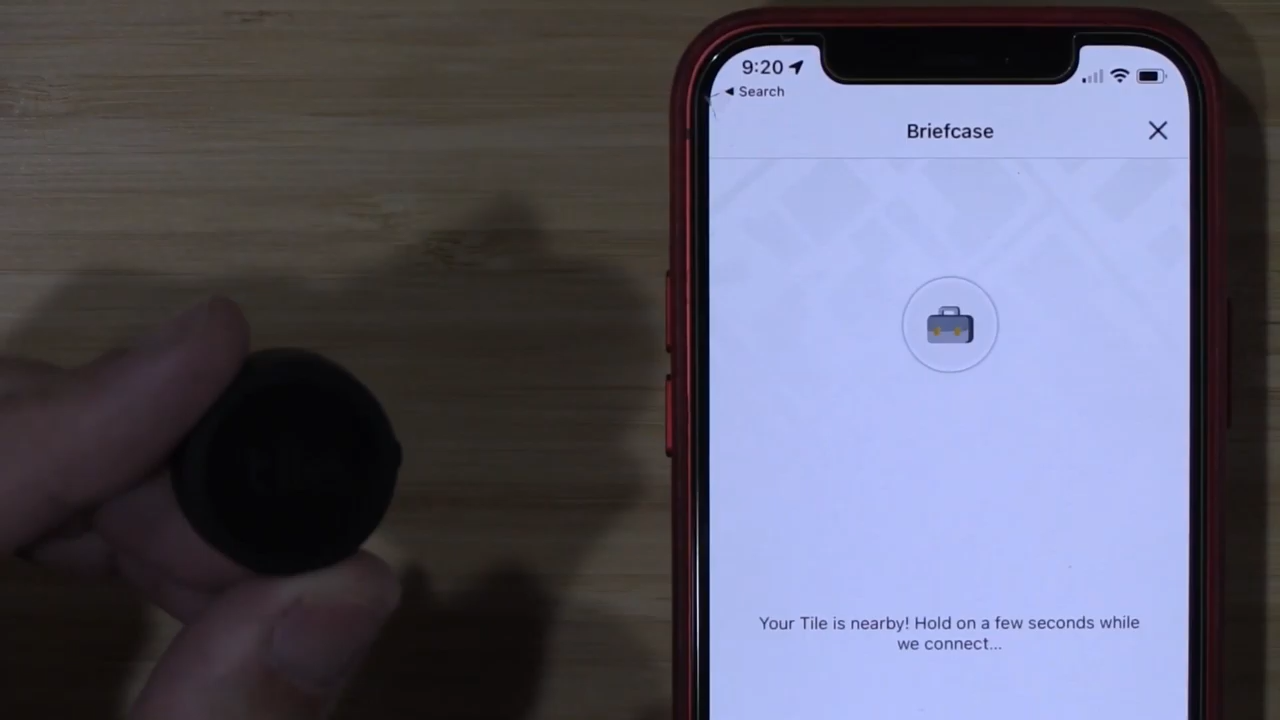 9:20
◀ Search
Briefcase
Your Tile is nearby! Hold on a few seconds while
we connect...